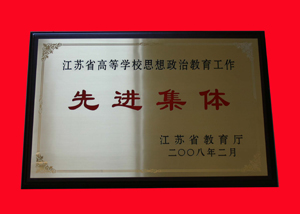 江苏省高等学校思想政治教育工作
先进集体
江苏省教育厅
二〇〇八年二月